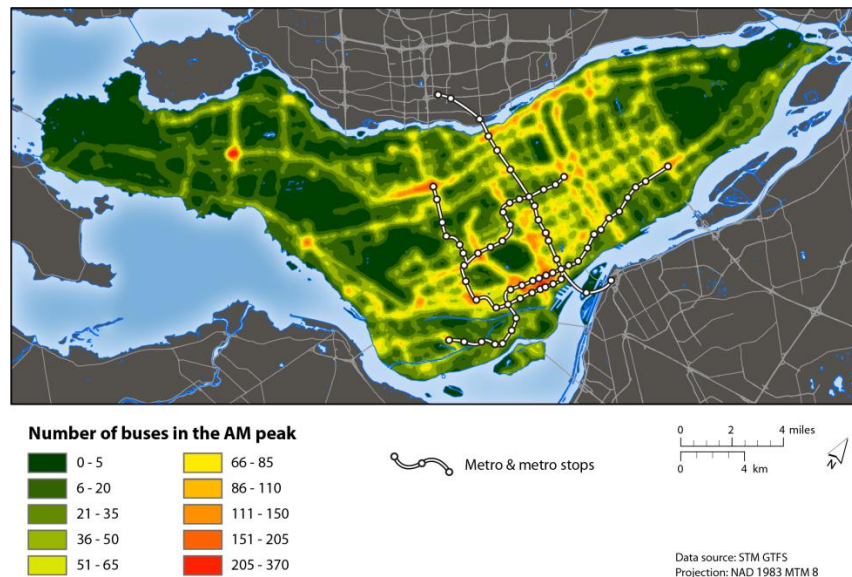 Number of buses in the AM peak
0 - 5
6 - 20
21 - 35
36 - 50
51 - 65
66 - 85
86 - 110
111 - 150
151 - 205
205 - 370
Metro & metro stops
0 2 4 miles
0 4 km
N
Data source: STM GTFS
Projection: NAD 1983 MTM 8